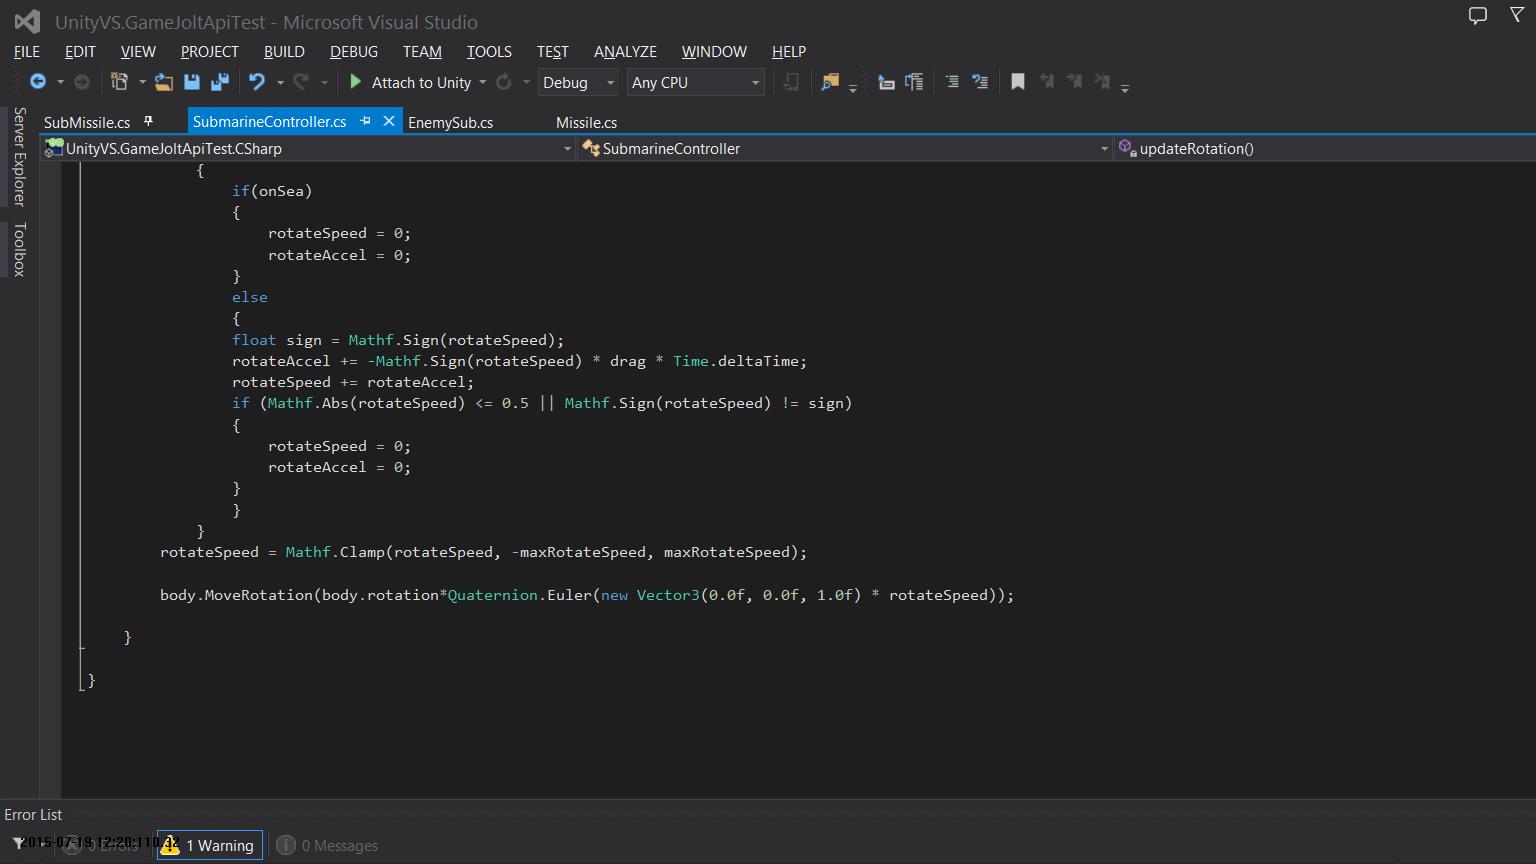 UnityVS.GameJoltApiTest - Microsoft Visual Studio
FILE EDIT VIEW PROJECT BUILD DEBUG TEAM TOOLS TEST ANALYZE WINDOW HELP
Attach to Unity Debug Any CPU
Server Explorer
Toolbox
SubMissile.cs SubmarineController.cs EnemySub.cs Missile.cs
UnityVS.GameJoltApiTest.CSharp SubmarineController updateRotation()
{
if(onSea)
{
rotateSpeed = 0;
rotateAccel = 0;
}
else
{
float sign = Mathf.Sign(rotateSpeed);
rotateAccel += -Mathf.Sign(rotateSpeed) * drag * Time.deltaTime;
rotateSpeed += rotateAccel;
if (Mathf.Abs(rotateSpeed) <= 0.5 || Mathf.Sign(rotateSpeed) != sign)
{
rotateSpeed = 0;
rotateAccel = 0;
}
}
}
rotateSpeed = Mathf.Clamp(rotateSpeed, -maxRotateSpeed, maxRotateSpeed);
body.MoveRotation(body.rotation*Quaternion.Euler(new Vector3(0.0f, 0.0f, 1.0f) * rotateSpeed));
}
}
Error List
0 Errors 1 Warning 0 Messages
2015-07-19